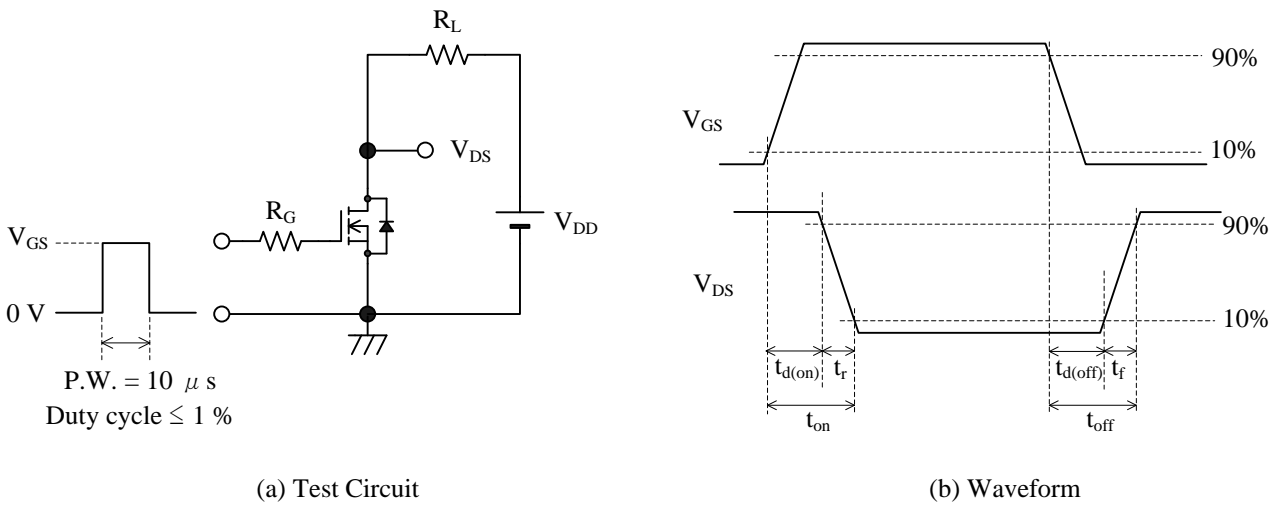 R_L
V_DS
R_G
V_DD
V_GS
0 V
P.W. = 10 μ s
Duty cycle ≤ 1 %
(a) Test Circuit
90%
V_GS
10%
90%
V_DS
10%
t_d(on) t_r t_d(off) t_f
t_on t_off
(b) Waveform